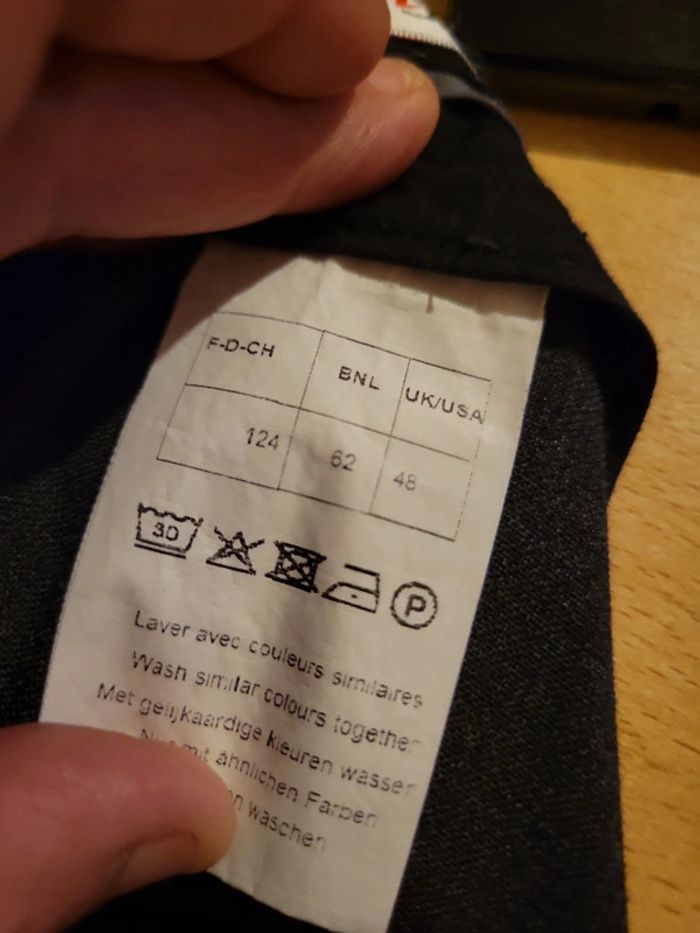 F-D-CH BNL UK/USA
124 62 48
30
P
Laver avec couleurs similaires
Wash similar colours together
Met gelijkaardige kleuren wassen
mit ähnlichen Farben
waschen